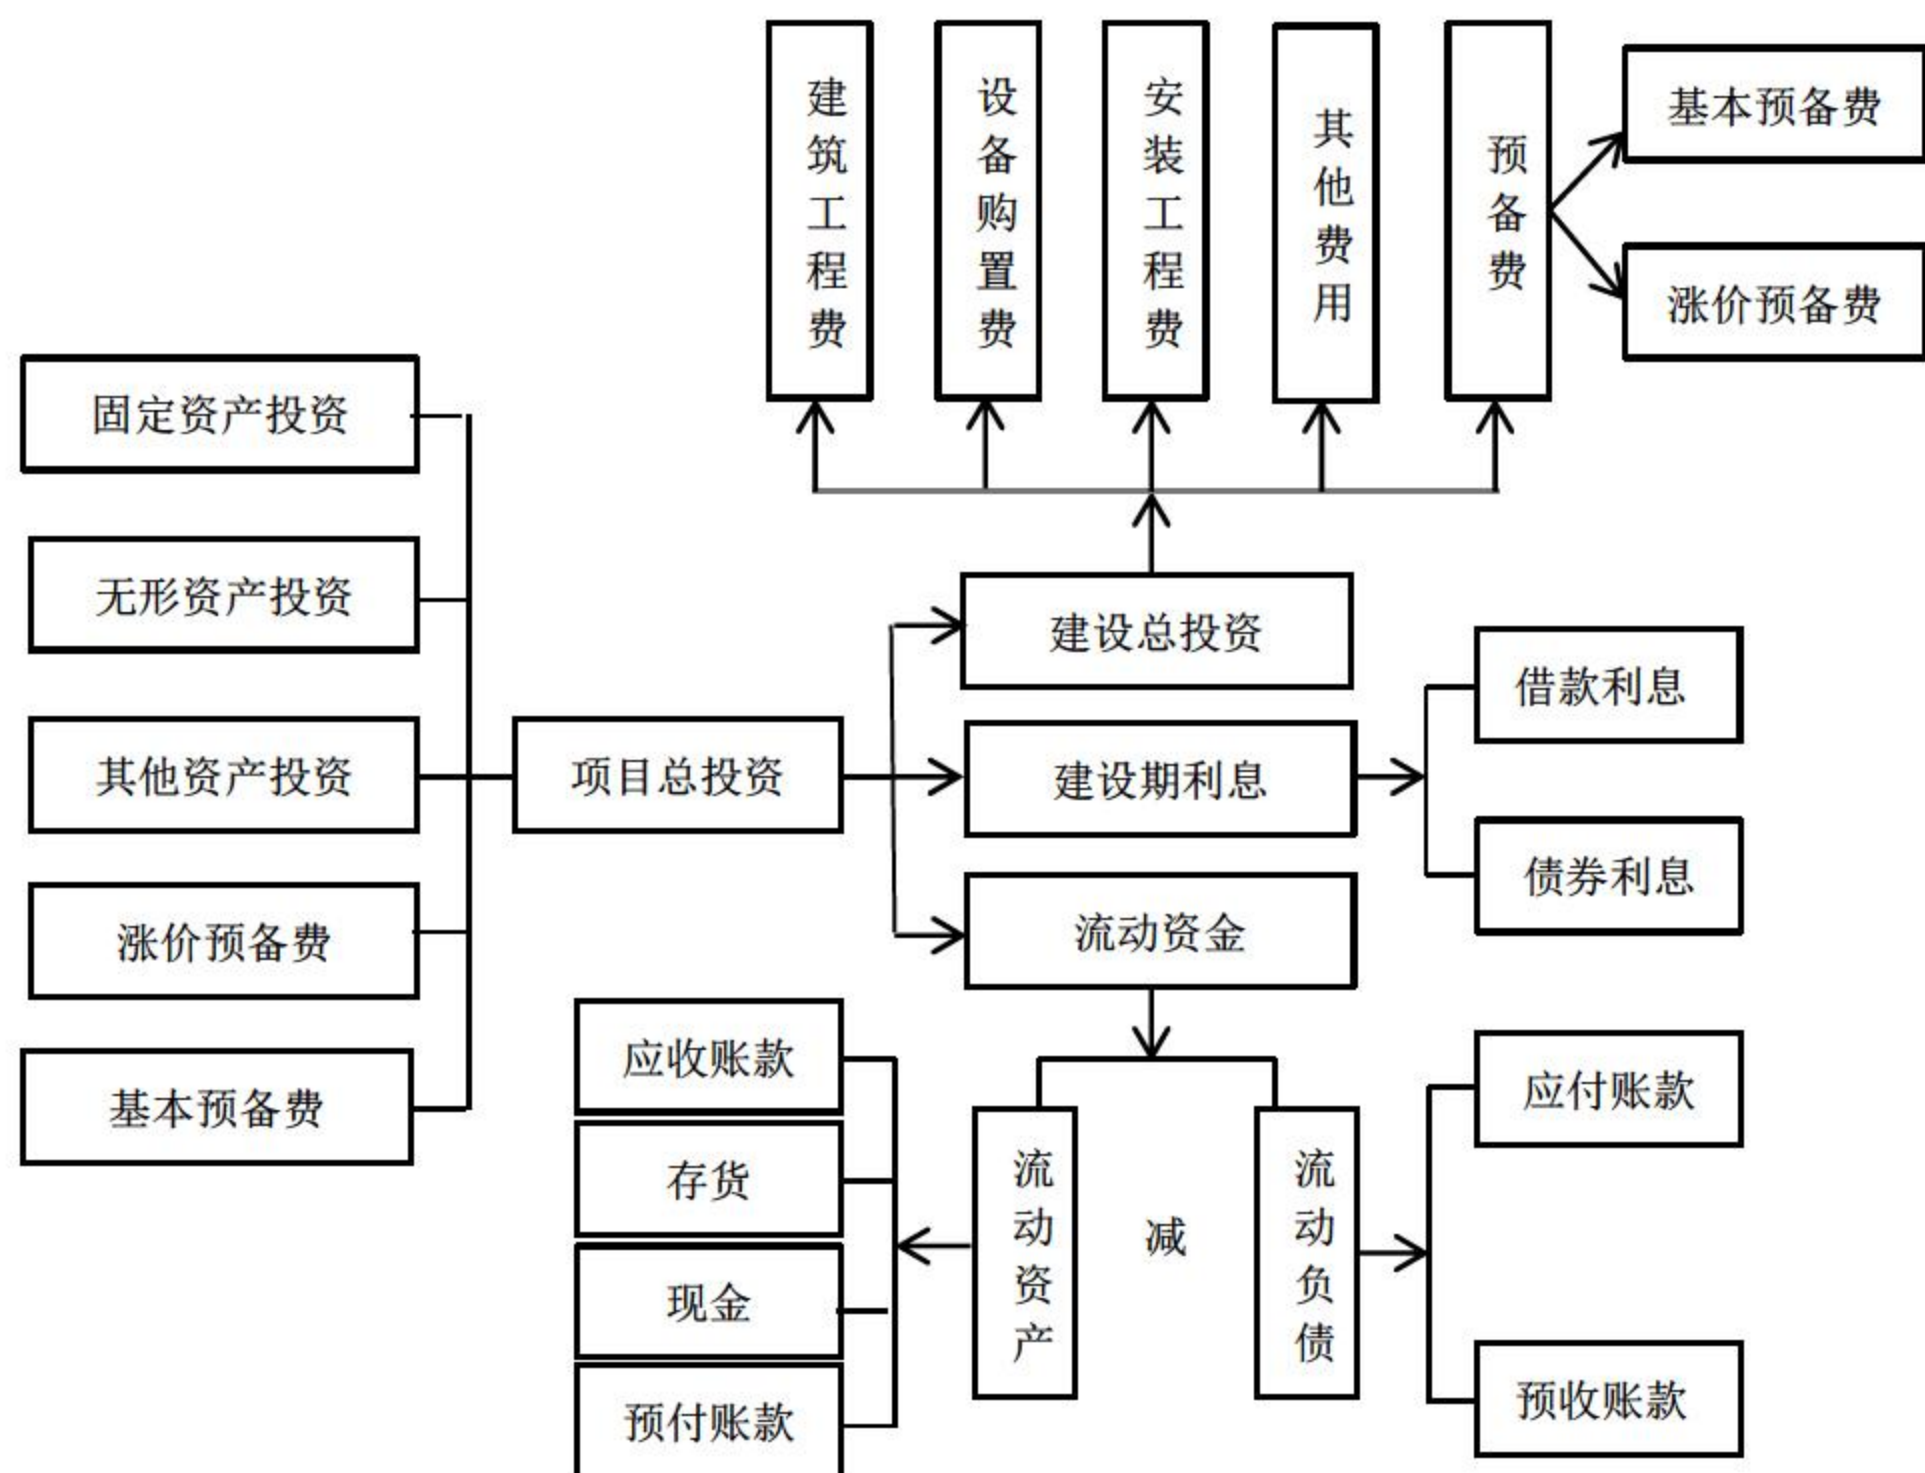 建筑工程费
设备购置费
安装工程费
其他费用
预备费
基本预备费
涨价预备费
固定资产投资
无形资产投资
其他资产投资
涨价预备费
基本预备费
项目总投资
建设总投资
建设期利息
流动资金
借款利息
债券利息
应收账款
存货
现金
预付账款
流动资产
减
流动负债
应付账款
预收账款